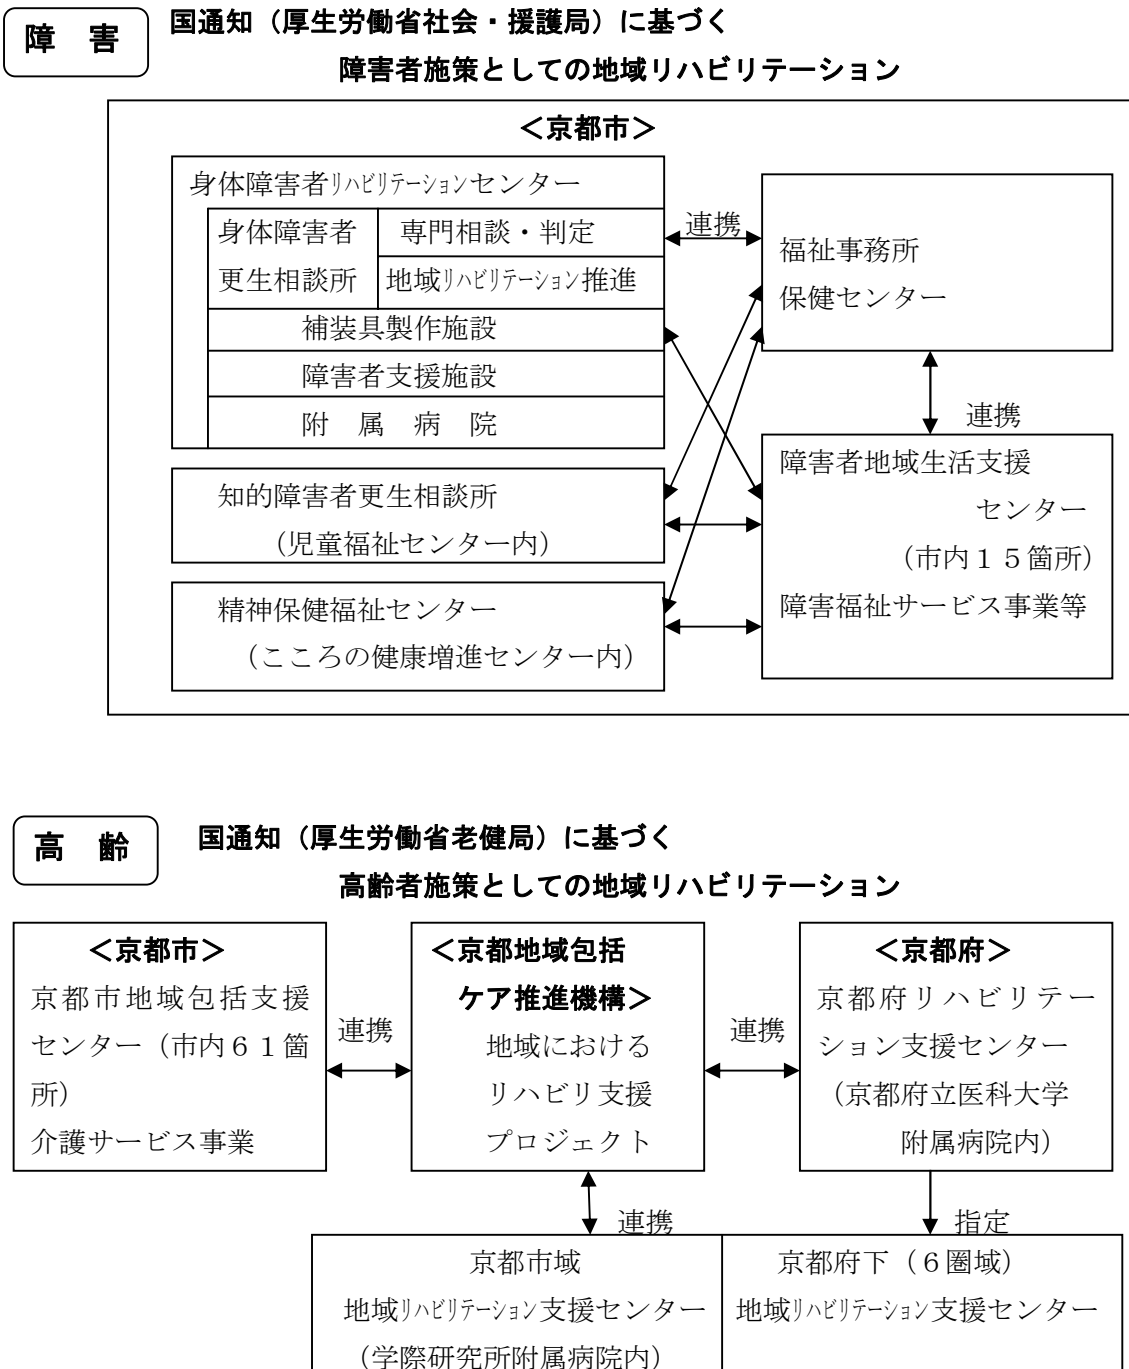 障　害
国通知（厚生労働省社会・援護局）に基づく
障害者施策としての地域リハビリテーション
＜京都市＞
身体障害者ﾘﾊﾋﾞﾘﾃｰｼｮﾝセンター
身体障害者
更生相談所
専門相談・判定
地域ﾘﾊﾋﾞﾘﾃｰｼｮﾝ推進
補装具製作施設
障害者支援施設
附　属　病　院
連携
福祉事務所
保健センター
連携
知的障害者更生相談所
（児童福祉センター内）
精神保健福祉センター
（こころの健康増進センター内）
障害者地域生活支援
センター
（市内１５箇所）
障害福祉サービス事業等
高　齢
国通知（厚生労働省老健局）に基づく
高齢者施策としての地域リハビリテーション
＜京都市＞
京都市地域包括支援
センター（市内６１箇
所）
介護サービス事業
連携
＜京都地域包括
ケア推進機構＞
地域における
リハビリ支援
プロジェクト
連携
＜京都府＞
京都府リハビリテー
ション支援センター
（京都府立医科大学
附属病院内）
連携
指定
京都市域
地域ﾘﾊﾋﾞﾘﾃｰｼｮﾝ支援センター
（学際研究所附属病院内）
京都府下（６圏域）
地域ﾘﾊﾋﾞﾘﾃｰｼｮﾝ支援センター